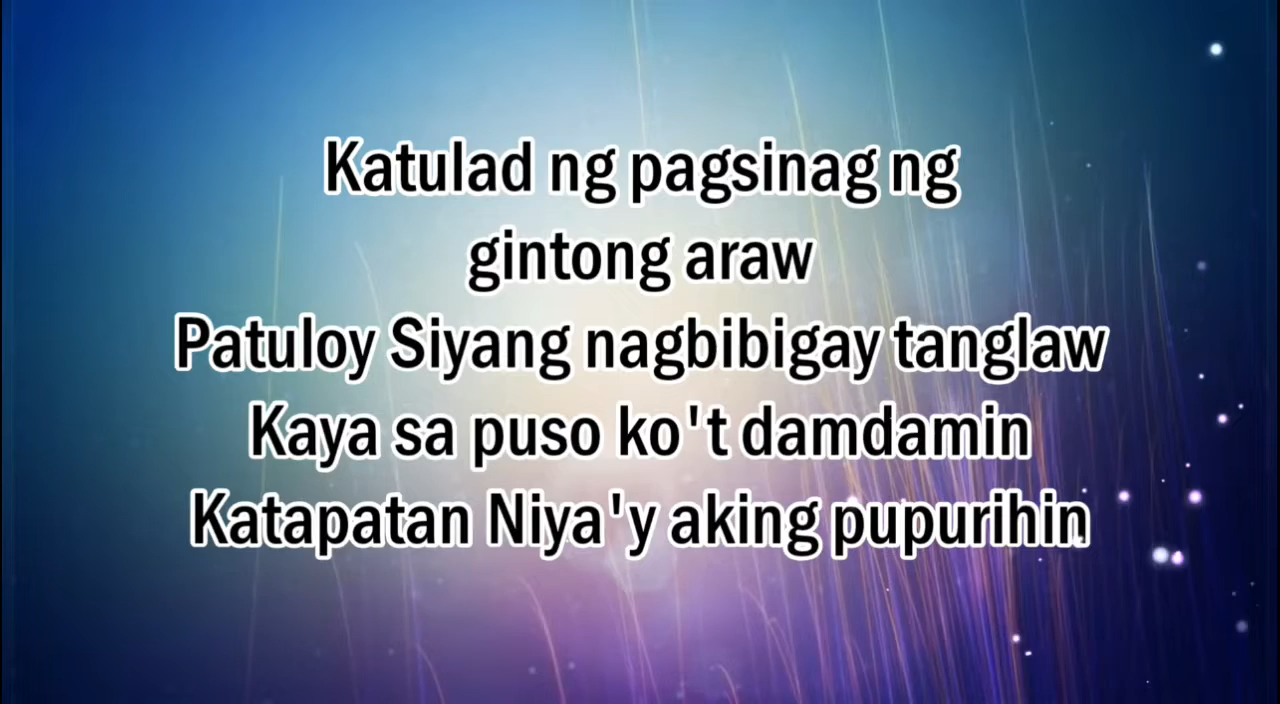 Katulad ng pagsinag ng
gintong araw
Patuloy Siyang nagbibigay tanglaw
Kaya sa puso ko't damdamin
Katapatan Niya'y aking pupurihin